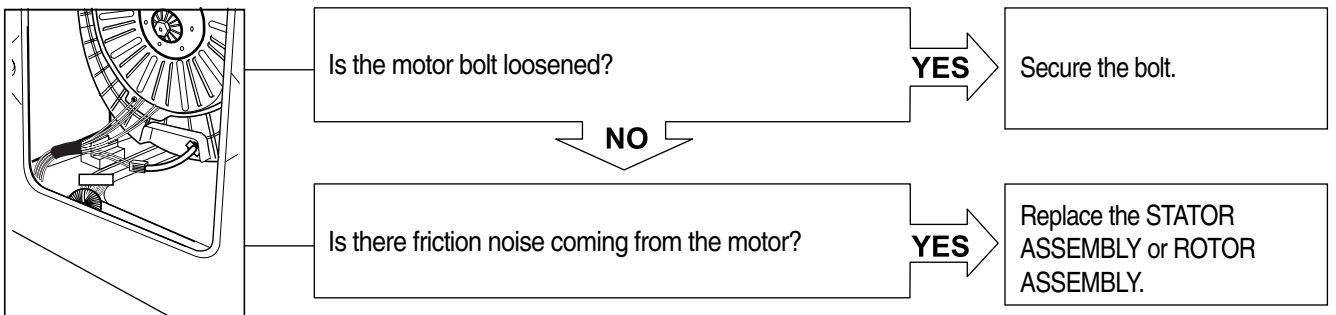 Is the motor bolt loosened?
YES
Secure the bolt.
NO
Is there friction noise coming from the motor?
YES
Replace the STATOR
ASSEMBLY or ROTOR
ASSEMBLY.